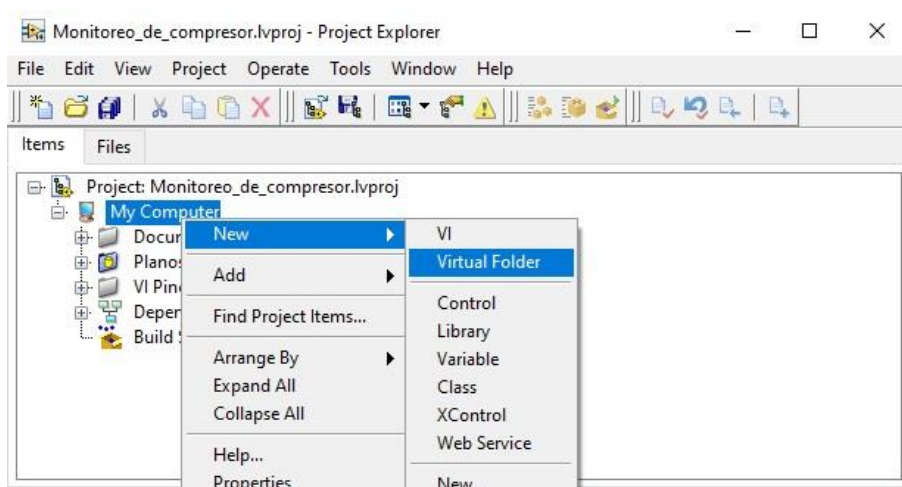 Monitoreo_de_compresor.lvproj - Project Explorer
File Edit View Project Operate Tools Window Help
Items Files
Project: Monitoreo_de_compresor.lvproj
My Computer
Docur
Planos
VI Pin
Deper
Build S
New
Add
Find Project Items...
Arrange By
Expand All
Collapse All
Help...
Properties
VI
Virtual Folder
Control
Library
Variable
Class
XControl
Web Service
New...